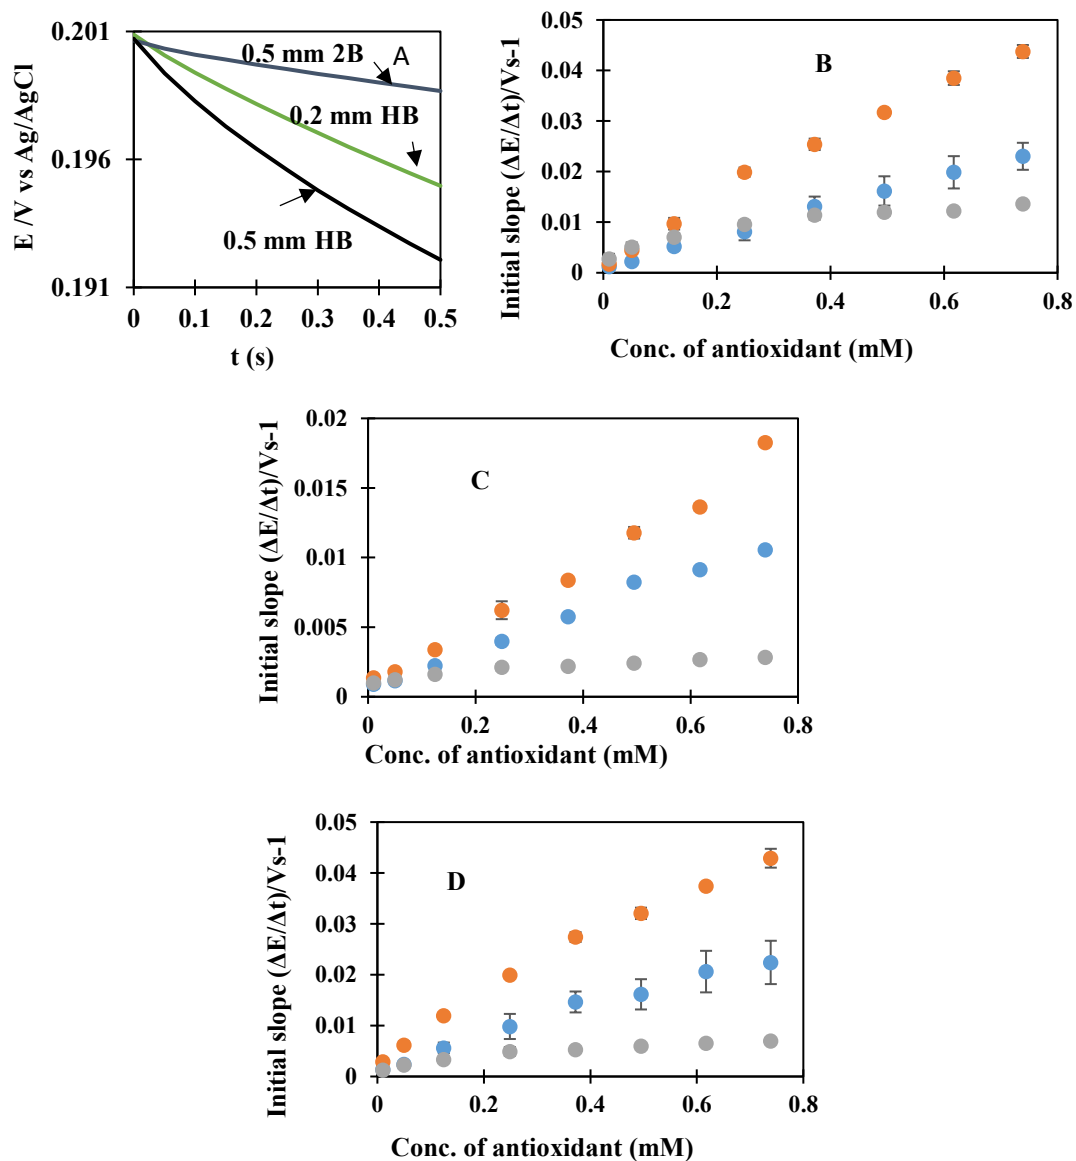 E /V vs Ag/AgCl
0.201
0.196
0.191
0.5 mm 2B
A
0.2 mm HB
0.5 mm HB
0 0.1 0.2 0.3 0.4 0.5
t (s)
Initial slope (ΔE/Δt)/Vs-1
0.05
0.04
0.03
0.02
0.01
0
B
0 0.2 0.4 0.6 0.8
Conc. of antioxidant (mM)
Initial slope (ΔE/Δt)/Vs-1
0.02
0.015
0.01
0.005
0
C
0 0.2 0.4 0.6 0.8
Conc. of antioxidant (mM)
Initial slope (ΔE/Δt)/Vs-1
0.05
0.04
0.03
0.02
0.01
0
D
0 0.2 0.4 0.6 0.8
Conc. of antioxidant (mM)